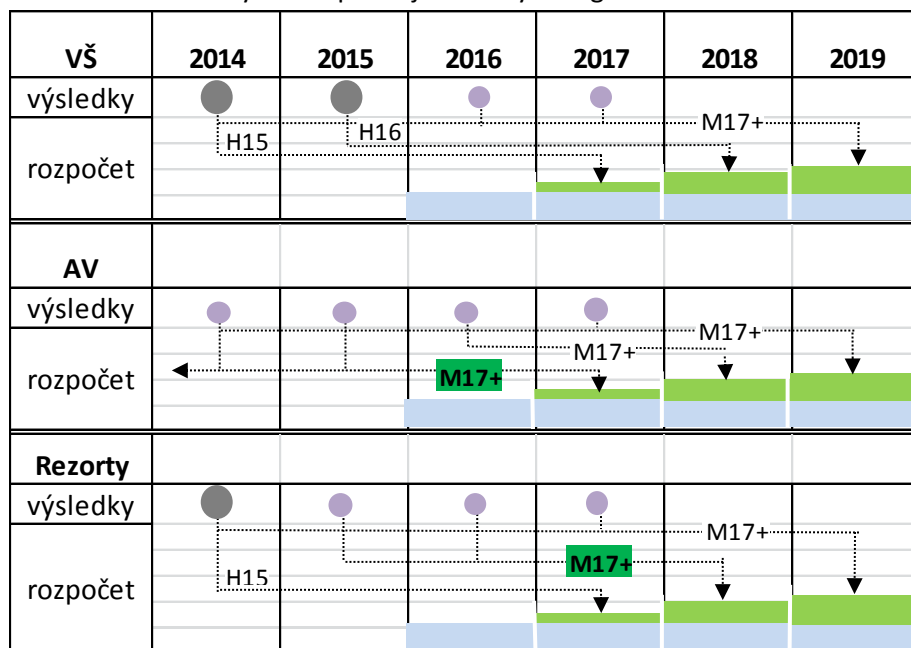 VŠ 2014 2015 2016 2017 2018 2019
výsledky
H15 H16 M17+
rozpočet
AV
výsledky
M17+
M17+
rozpočet M17+
Rezorty
výsledky
M17+
M17+
H15
rozpočet